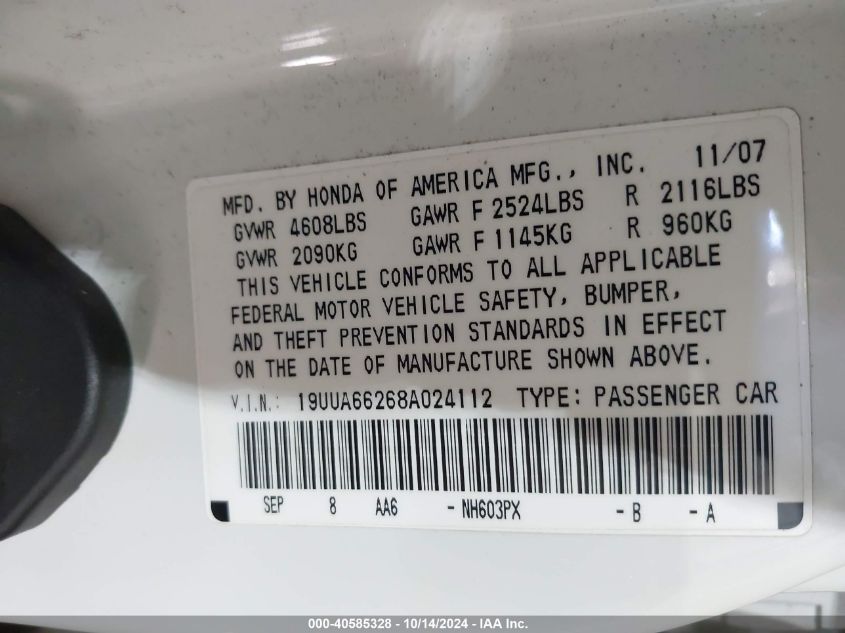 MFD. BY HONDA OF AMERICA MFG., INC. 11/07
GVWR 4608LBS GAWR F 2524LBS R 2116LBS
GVWR 2090KG GAWR F 1145KG R 960KG
THIS VEHICLE CONFORMS TO ALL APPLICABLE
FEDERAL MOTOR VEHICLE SAFETY, BUMPER,
AND THEFT PREVENTION STANDARDS IN EFFECT
ON THE DATE OF MANUFACTURE SHOWN ABOVE.
V.I.N.: 19UUA66268A024112 TYPE: PASSENGER CAR
SEP 8 AA6 - NH603PX - B - A
000-40585328 - 10/14/2024 - IAA Inc.